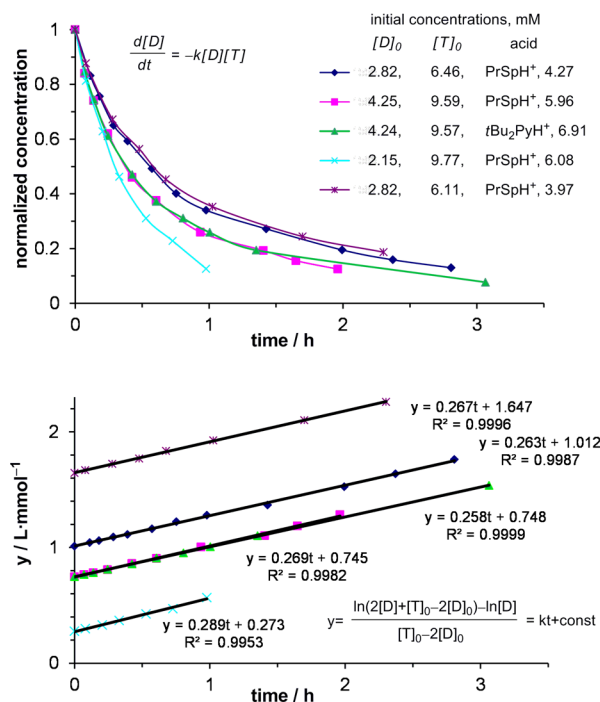 initial concentrations, mM
[D]₀ [T]₀ acid
d[D]/dt = –k[D][T]
2.82, 6.46, PrSpH⁺, 4.27
4.25, 9.59, PrSpH⁺, 5.96
4.24, 9.57, tBu₂PyH⁺, 6.91
2.15, 9.77, PrSpH⁺, 6.08
2.82, 6.11, PrSpH⁺, 3.97
normalized concentration
1
0.8
0.6
0.4
0.2
0
0 1 2 3
time / h
y / L·mmol⁻¹
2
1
0
y = 0.267t + 1.647
R² = 0.9996
y = 0.263t + 1.012
R² = 0.9987
y = 0.258t + 0.748
R² = 0.9999
y = 0.269t + 0.745
R² = 0.9982
y = 0.289t + 0.273
R² = 0.9953
y= ln(2[D]+[T]₀–2[D]₀)–ln[D] / [T]₀–2[D]₀ = kt+const
0 1 2 3
time / h